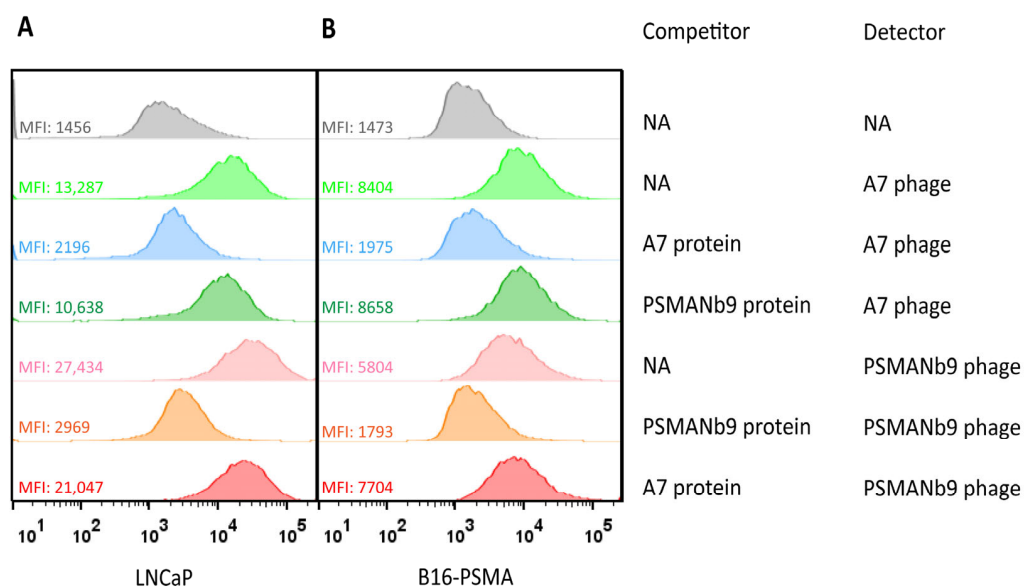 A B Competitor Detector
MFI: 1456 MFI: 1473 NA NA
MFI: 13,287 MFI: 8404 NA A7 phage
MFI: 2196 MFI: 1975 A7 protein A7 phage
MFI: 10,638 MFI: 8658 PSMANb9 protein A7 phage
MFI: 27,434 MFI: 5804 NA PSMANb9 phage
MFI: 2969 MFI: 1793 PSMANb9 protein PSMANb9 phage
MFI: 21,047 MFI: 7704 A7 protein PSMANb9 phage
10¹ 10² 10³ 10⁴ 10⁵ 10¹ 10² 10³ 10⁴ 10⁵
LNCaP B16-PSMA